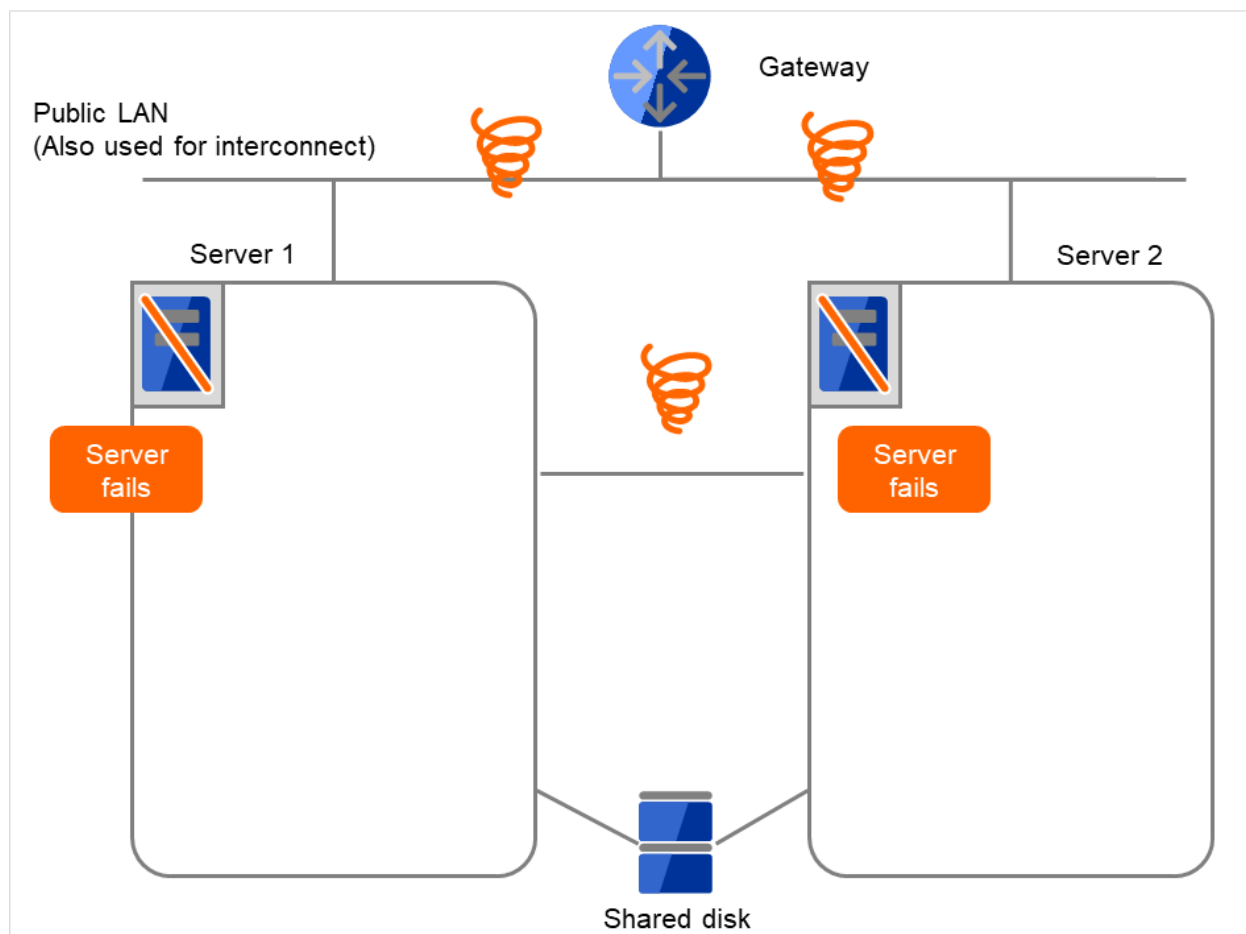 Gateway
Public LAN
(Also used for interconnect)
Server 1
Server 2
Server
fails
Server
fails
Shared disk